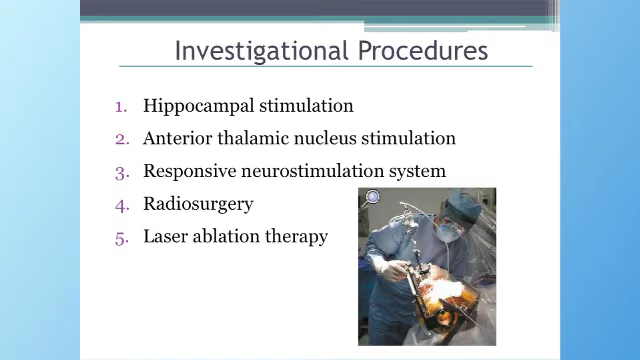 Investigational Procedures
1. Hippocampal stimulation
2. Anterior thalamic nucleus stimulation
3. Responsive neurostimulation system
4. Radiosurgery
5. Laser ablation therapy